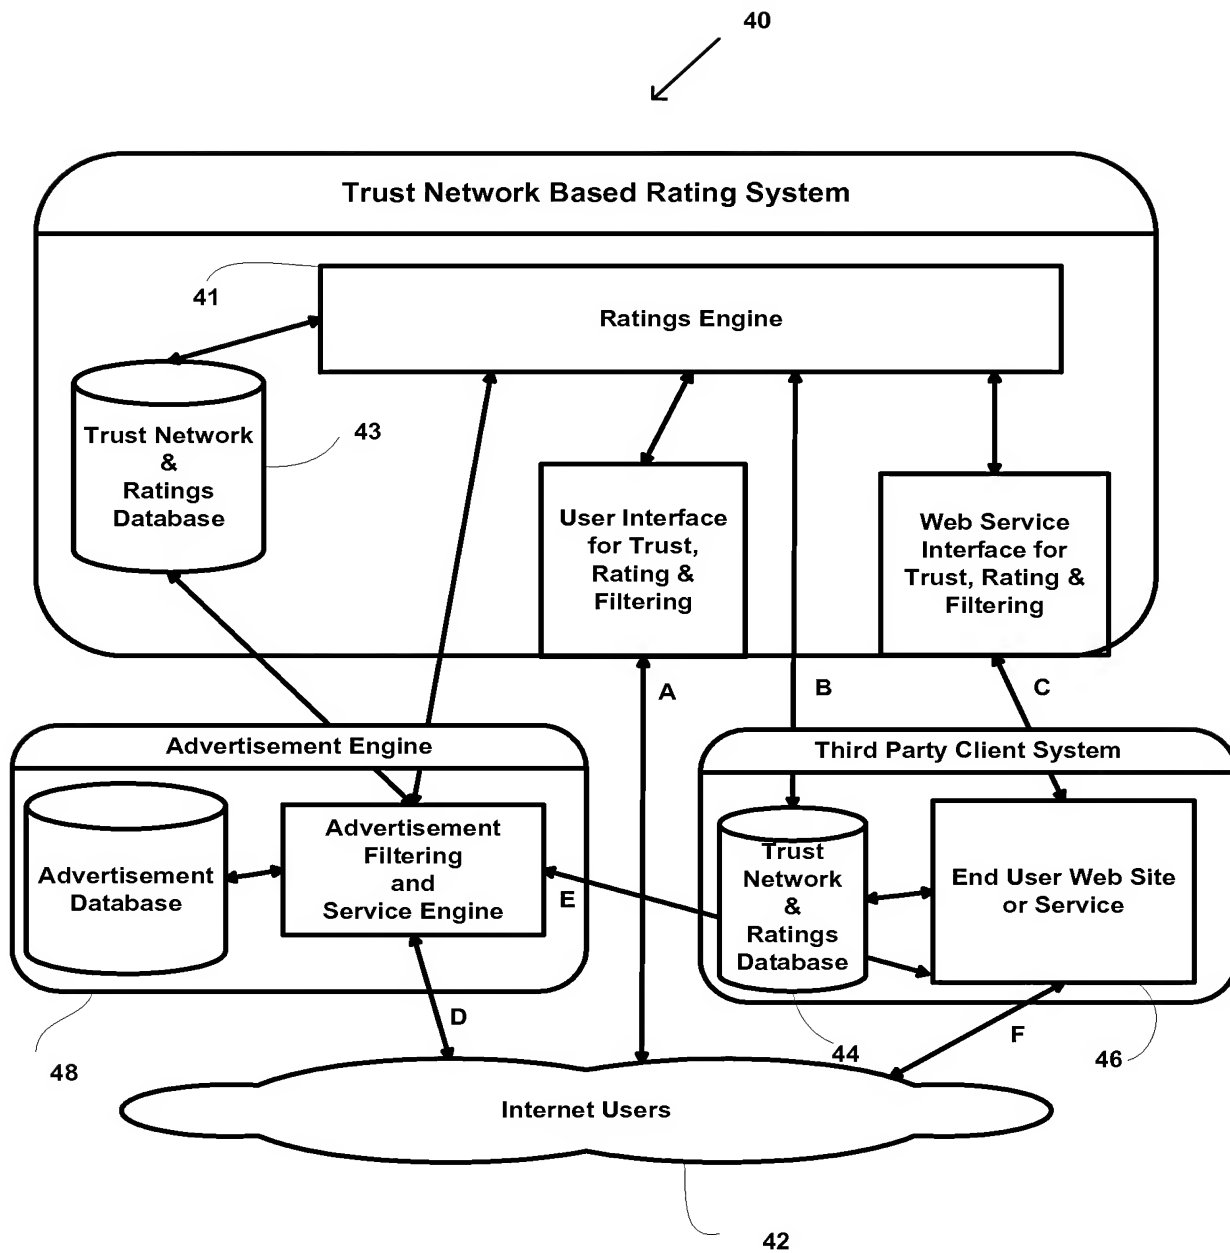 40
Trust Network Based Rating System
41
Ratings Engine
Trust Network
&
Ratings
Database
43
User Interface
for Trust,
Rating &
Filtering
Web Service
Interface for
Trust, Rating &
Filtering
A
B
C
Advertisement Engine
Third Party Client System
Advertisement
Database
Advertisement
Filtering
and
Service Engine
E
Trust
Network
&
Ratings
Database
End User Web Site
or Service
D
F
48
44
46
Internet Users
42